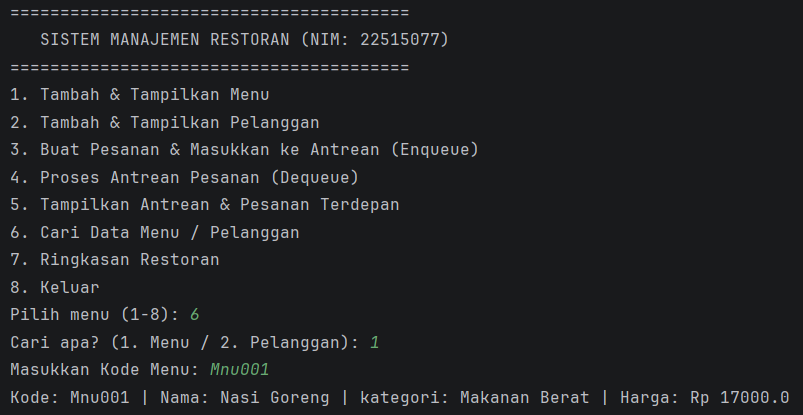 ========================================
SISTEM MANAJEMEN RESTORAN (NIM: 22515077)
========================================
1. Tambah & Tampilkan Menu
2. Tambah & Tampilkan Pelanggan
3. Buat Pesanan & Masukkan ke Antrean (Enqueue)
4. Proses Antrean Pesanan (Dequeue)
5. Tampilkan Antrean & Pesanan Terdepan
6. Cari Data Menu / Pelanggan
7. Ringkasan Restoran
8. Keluar
Pilih menu (1-8): 6
Cari apa? (1. Menu / 2. Pelanggan): 1
Masukkan Kode Menu: Mnu001
Kode: Mnu001 | Nama: Nasi Goreng | kategori: Makanan Berat | Harga: Rp 17000.0